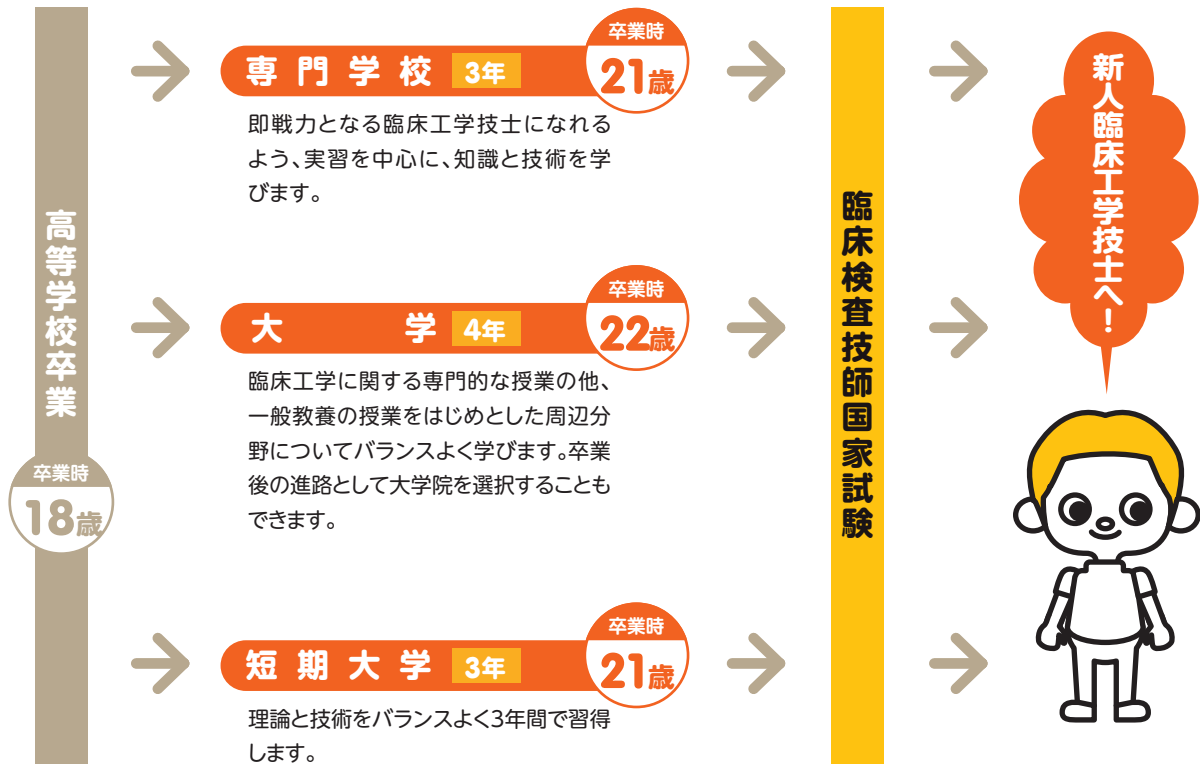 高等学校卒業
卒業時
18歳
専門学校 3年
卒業時
21歳
即戦力となる臨床工学技士になれる
よう、実習を中心に、知識と技術を学
びます。
大学 4年
卒業時
22歳
臨床工学に関する専門的な授業の他、
一般教養の授業をはじめとした周辺分
野についてバランスよく学びます。卒業
後の進路として大学院を選択することも
できます。
短期大学 3年
卒業時
21歳
理論と技術をバランスよく3年間で習得
します。
臨床検査技師国家試験
新人臨床工学技士へ!